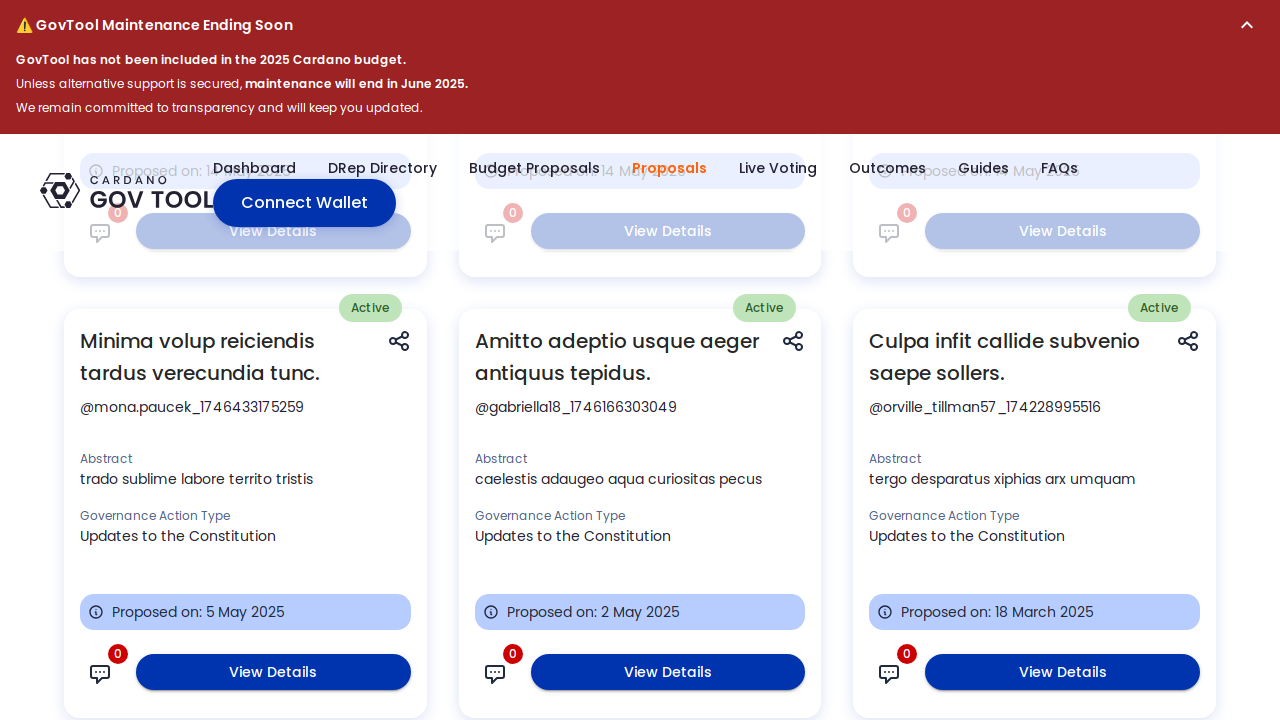 ⚠️ GovTool Maintenance Ending Soon
GovTool has not been included in the 2025 Cardano budget.
Unless alternative support is secured, maintenance will end in June 2025.
We remain committed to transparency and will keep you updated.
CARDANO
GOV TOOL
Dashboard
DRep Directory
Budget Proposals
Proposals
Live Voting
Outcomes
Guides
FAQs
Connect Wallet
Proposed on: 14 May 2025
0
View Details
Proposed on: 14 May 2025
0
View Details
Proposed on: 14 May 2025
0
View Details
Active
Minima volup reiciendis
tardus verecundia tunc.
@mona.paucek_1746433175259
Abstract
trado sublime labore territo tristis
Governance Action Type
Updates to the Constitution
Proposed on: 5 May 2025
0
View Details
Active
Amitto adeptio usque aeger
antiquus tepidus.
@gabriella18_1746166303049
Abstract
caelestis adaugeo aqua curiositas pecus
Governance Action Type
Updates to the Constitution
Proposed on: 2 May 2025
0
View Details
Active
Culpa infit callide subvenio
saepe sollers.
@orville_tillman57_174228995516
Abstract
tergo desparatus xiphias arx umquam
Governance Action Type
Updates to the Constitution
Proposed on: 18 March 2025
0
View Details